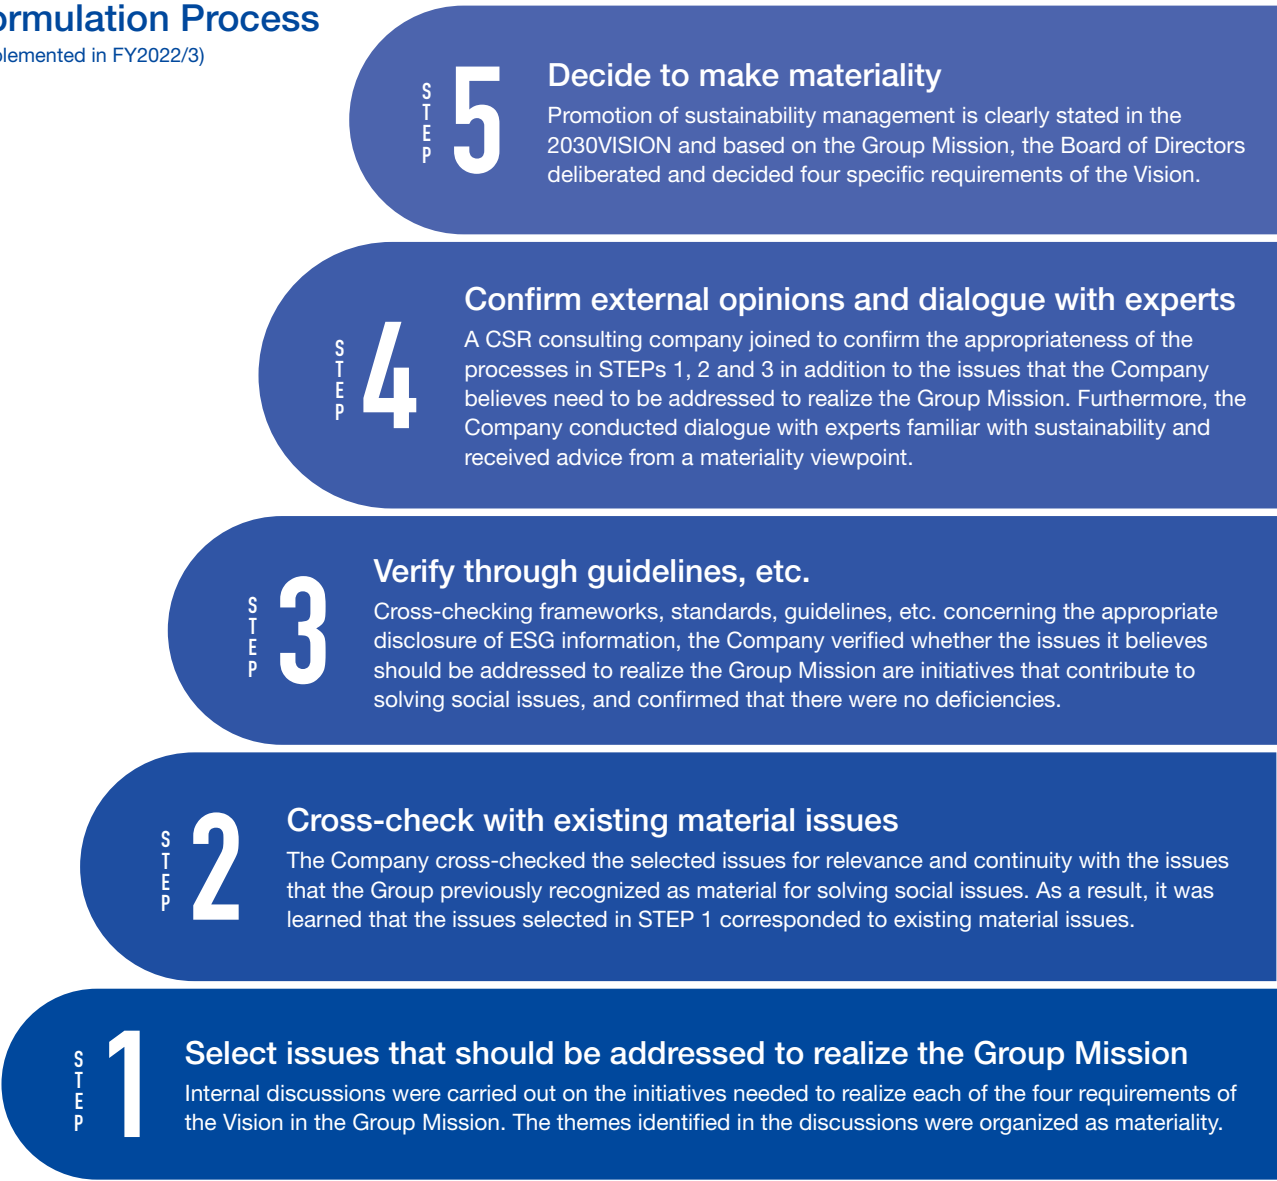 ormulation Process
plemented in FY2022/3)
STEP 5
Decide to make materiality
Promotion of sustainability management is clearly stated in the
2030VISION and based on the Group Mission, the Board of Directors
deliberated and decided four specific requirements of the Vision.
STEP 4
Confirm external opinions and dialogue with experts
A CSR consulting company joined to confirm the appropriateness of the
processes in STEPs 1, 2 and 3 in addition to the issues that the Company
believes need to be addressed to realize the Group Mission. Furthermore, the
Company conducted dialogue with experts familiar with sustainability and
received advice from a materiality viewpoint.
STEP 3
Verify through guidelines, etc.
Cross-checking frameworks, standards, guidelines, etc. concerning the appropriate
disclosure of ESG information, the Company verified whether the issues it believes
should be addressed to realize the Group Mission are initiatives that contribute to
solving social issues, and confirmed that there were no deficiencies.
STEP 2
Cross-check with existing material issues
The Company cross-checked the selected issues for relevance and continuity with the issues
that the Group previously recognized as material for solving social issues. As a result, it was
learned that the issues selected in STEP 1 corresponded to existing material issues.
STEP 1
Select issues that should be addressed to realize the Group Mission
Internal discussions were carried out on the initiatives needed to realize each of the four requirements of
the Vision in the Group Mission. The themes identified in the discussions were organized as materiality.